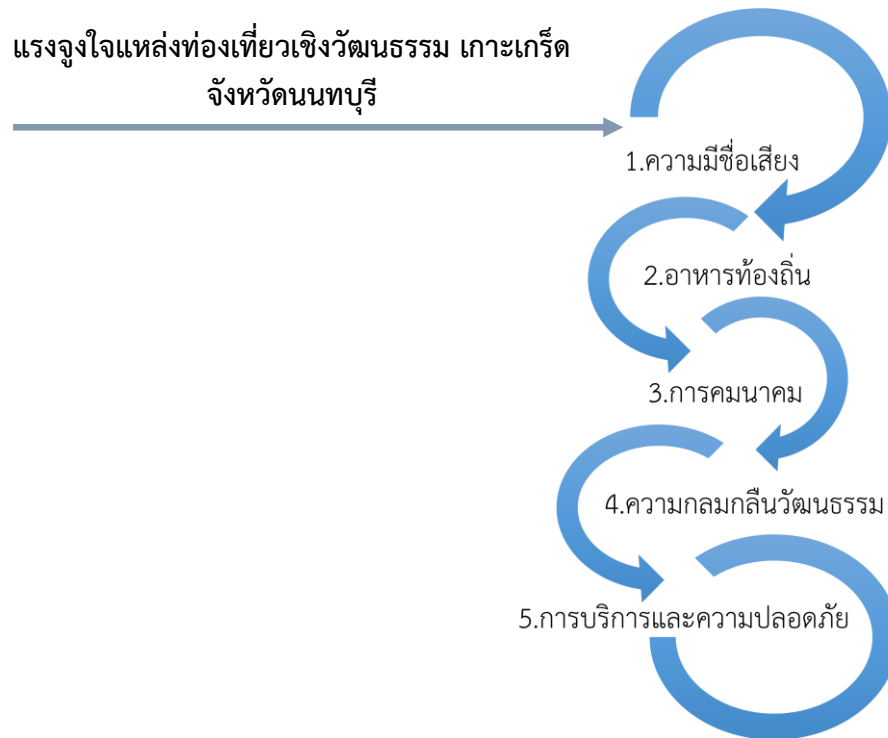 แรงจูงใจแหล่งท่องเที่ยวเชิงวัฒนธรรม เกาะเกร็ด
จังหวัดนนทบุรี
1.ความมีชื่อเสียง
2.อาหารท้องถิ่น
3.การคมนาคม
4.ความกลมกลืนวัฒนธรรม
5.การบริการและความปลอดภัย